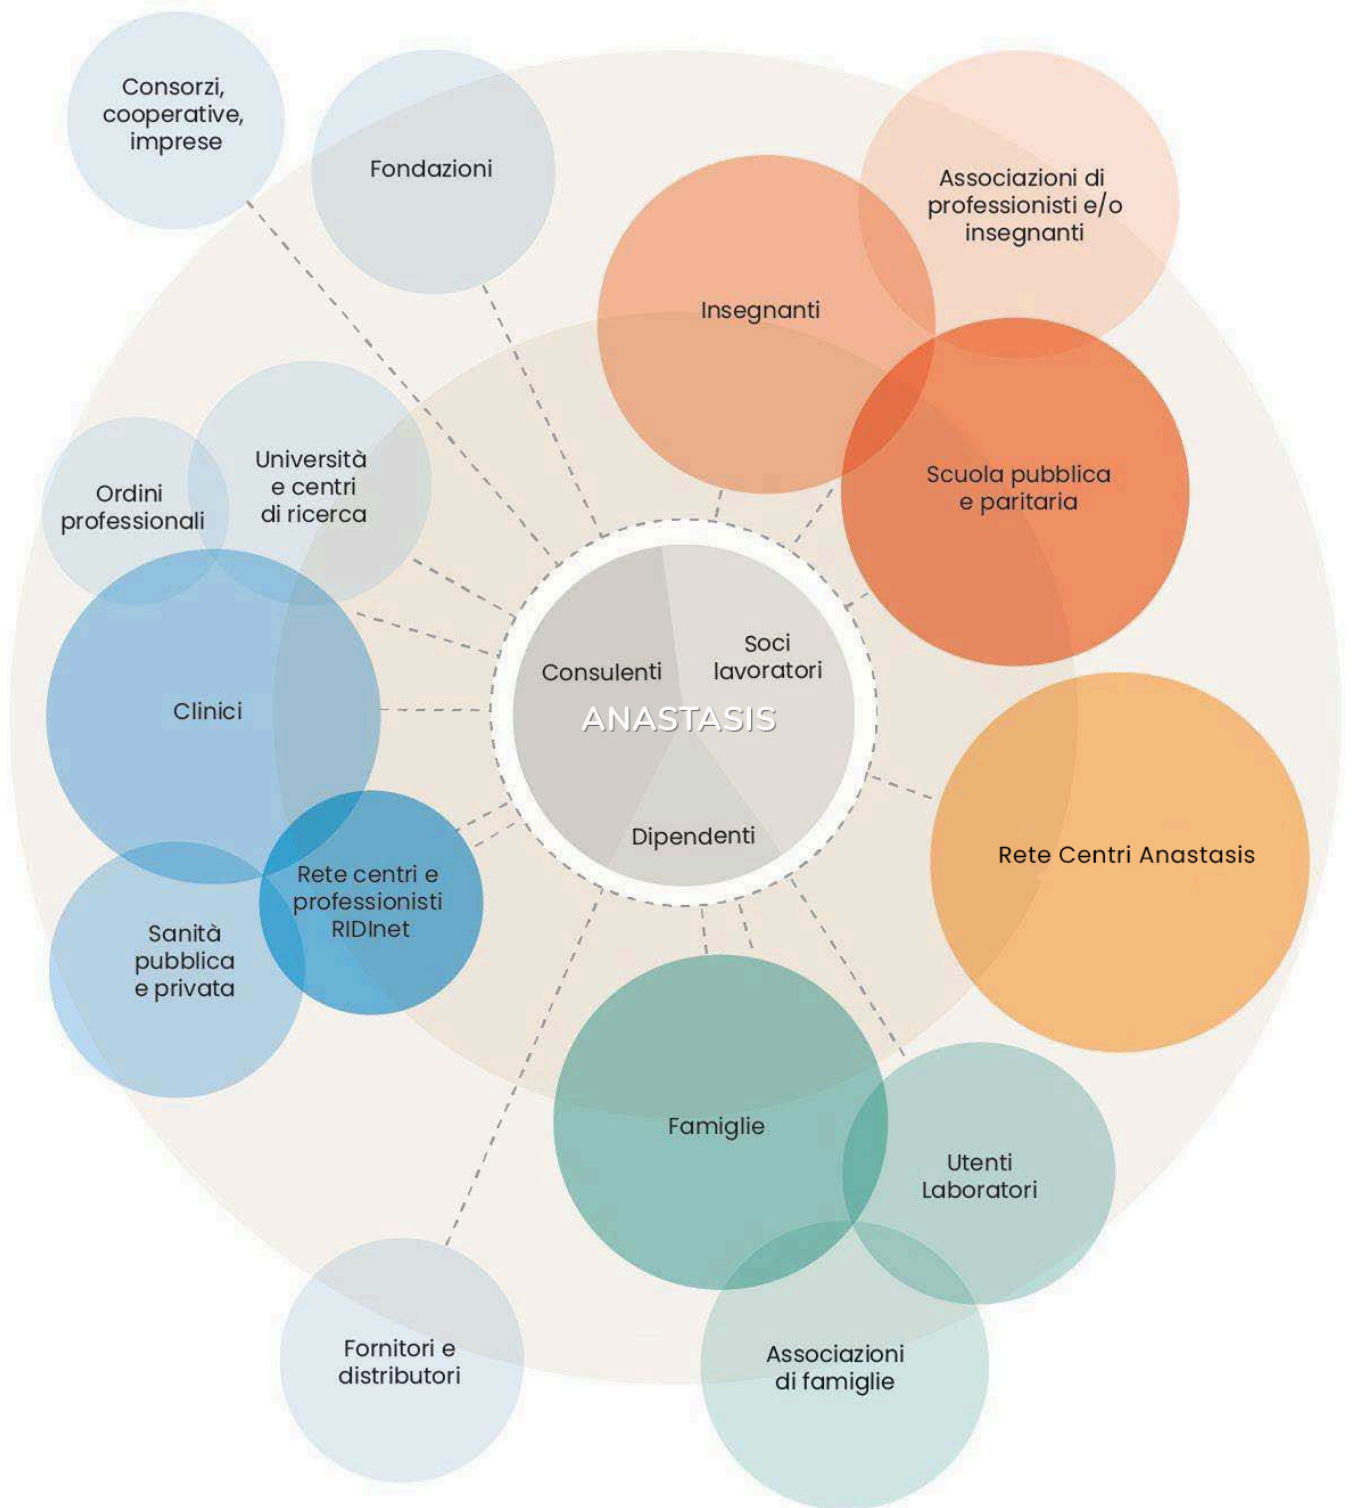 Consorzi,
cooperative,
imprese
Fondazioni
Associazioni di
professionisti e/o
insegnanti
Insegnanti
Scuola pubblica
e paritaria
Università
e centri
di ricerca
Ordini
professionali
Clinici
Consulenti
Soci
lavoratori
ANASTASIS
Dipendenti
Rete Centri Anastasis
Rete centri e
professionisti
RIDInet
Sanità
pubblica
e privata
Famiglie
Utenti
Laboratori
Fornitori e
distributori
Associazioni
di famiglie